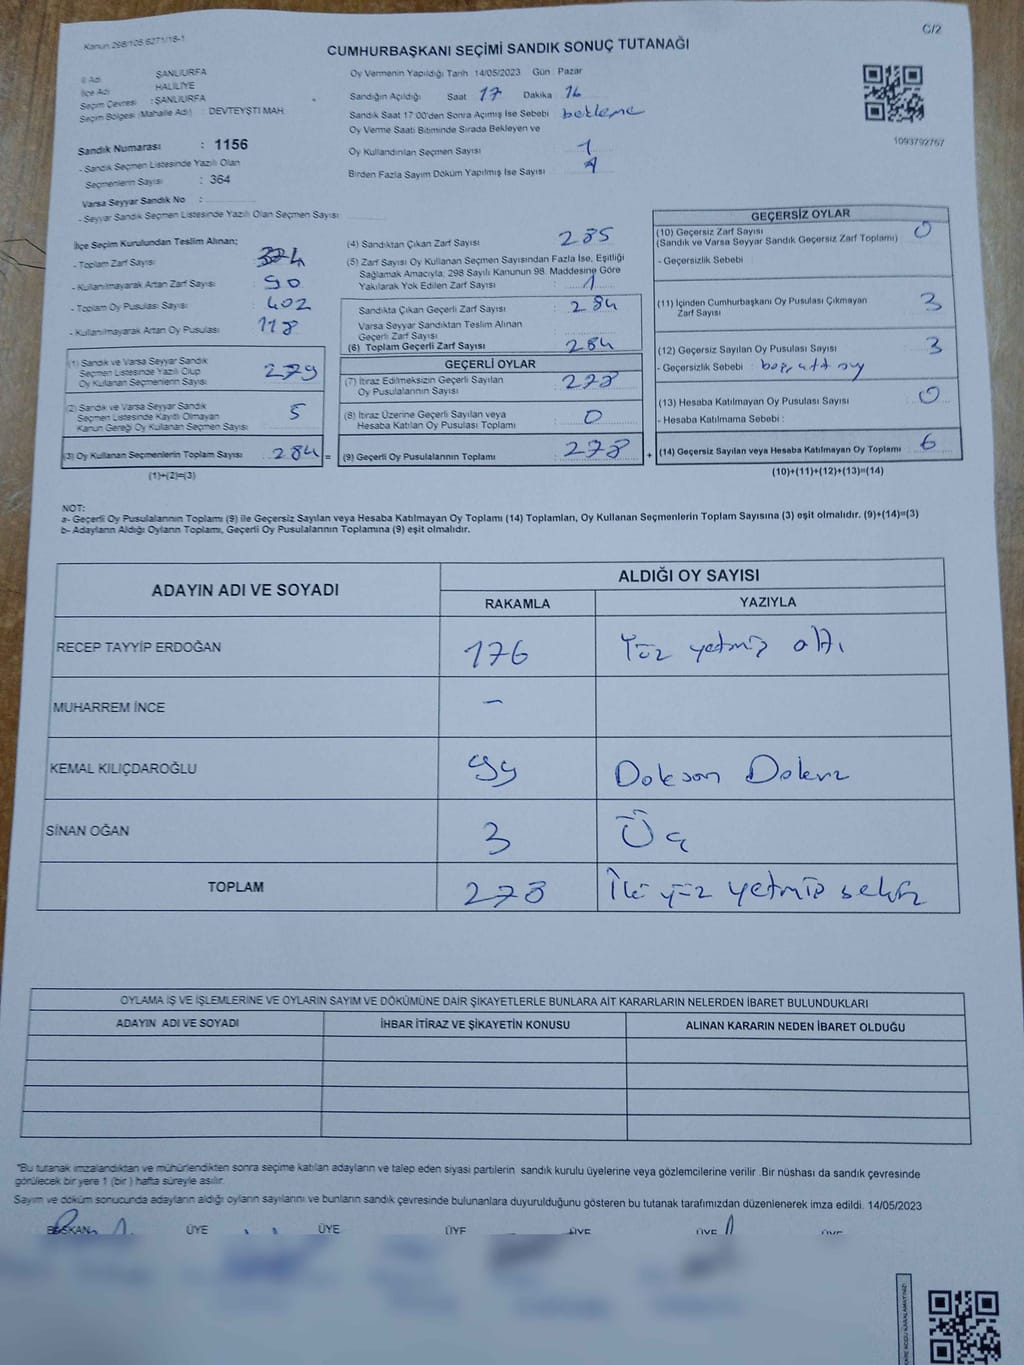 Kanun 298/105 6271/18-1
C/2
CUMHURBAŞKANI SEÇİMİ SANDIK SONUÇ TUTANAĞI
İl Adı ŞANLIURFA
İlçe Adı HALİLİYE
Seçim Çevresi : ŞANLIURFA
Seçim Bölgesi (Mahalle Adı) : DEVTEYŞTİ MAH.
Sandık Numarası : 1156
- Sandık Seçmen Listesinde Yazılı Olan
Seçmenlerin Sayısı : 364
Varsa Seyyar Sandık No :
- Seyyar Sandık Seçmen Listesinde Yazılı Olan Seçmen Sayısı
Oy Vermenin Yapıldığı Tarih 14/05/2023 Gün Pazar
Sandığın Açıldığı Saat 17 Dakika 16
Sandık Saat 17:00'den Sonra Açılmış İse Sebebi bekleme
Oy Verme Saati Bitiminde Sırada Bekleyen ve
Oy Kullandırılan Seçmen Sayısı 1
Birden Fazla Sayım Döküm Yapılmış İse Sayısı 1
1093792767
İlçe Seçim Kurulundan Teslim Alınan;
- Toplam Zarf Sayısı : 374
- Kullanılmayarak Artan Zarf Sayısı : 90
- Toplam Oy Pusulası Sayısı : 402
- Kullanılmayarak Artan Oy Pusulası : 118
(1) Sandık ve Varsa Seyyar Sandık
Seçmen Listesinde Yazılı Olup
Oy Kullanan Seçmenlerin Sayısı 279
(2) Sandık ve Varsa Seyyar Sandık
Seçmen Listesinde Kayıtlı Olmayan
Kanun Gereği Oy Kullanan Seçmen Sayısı 5
(3) Oy Kullanan Seçmenlerin Toplam Sayısı 284 =
(1)+(2)=(3)
(4) Sandıktan Çıkan Zarf Sayısı 285
(5) Zarf Sayısı Oy Kullanan Seçmen Sayısından Fazla İse, Eşitliği
Sağlamak Amacıyla, 298 Sayılı Kanunun 98. Maddesine Göre
Yakılarak Yok Edilen Zarf Sayısı : 1
Sandıkta Çıkan Geçerli Zarf Sayısı : 284
Varsa Seyyar Sandıktan Teslim Alınan
Geçerli Zarf Sayısı
(6) Toplam Geçerli Zarf Sayısı : 284
GEÇERLİ OYLAR
(7) İtiraz Edilmeksizin Geçerli Sayılan
Oy Pusulalarının Sayısı : 278
(8) İtiraz Üzerine Geçerli Sayılan veya
Hesaba Katılan Oy Pusulası Toplamı : 0
(9) Geçerli Oy Pusulalarının Toplamı : 278 +
GEÇERSİZ OYLAR
(10) Geçersiz Zarf Sayısı
(Sandık ve Varsa Seyyar Sandık Geçersiz Zarf Toplamı) 0
- Geçersizlik Sebebi :
(11) İçinden Cumhurbaşkanı Oy Pusulası Çıkmayan
Zarf Sayısı : 3
(12) Geçersiz Sayılan Oy Pusulası Sayısı : 3
- Geçersizlik Sebebi : oy
(13) Hesaba Katılmayan Oy Pusulası Sayısı : 0
- Hesaba Katılmama Sebebi :
(14) Geçersiz Sayılan veya Hesaba Katılmayan Oy Toplamı 6
(10)+(11)+(12)+(13)=(14)
NOT:
a- Geçerli Oy Pusulalarının Toplamı (9) ile Geçersiz Sayılan veya Hesaba Katılmayan Oy Toplamı (14) Toplamları, Oy Kullanan Seçmenlerin Toplam Sayısına (3) eşit olmalıdır. (9)+(14)=(3)
b- Adayların Aldığı Oyların Toplamı, Geçerli Oy Pusulalarının Toplamına (9) eşit olmalıdır.
ADAYIN ADI VE SOYADI ALDIĞI OY SAYISI
RAKAMLA YAZIYLA
RECEP TAYYİP ERDOĞAN 176 Yüz yetmiş altı
MUHARREM İNCE -
KEMAL KILIÇDAROĞLU 99 Dokson Dokuz
SİNAN OĞAN 3 Üç
TOPLAM 278 İki yüz yetmiş sekiz
OYLAMA İŞ VE İŞLEMLERİNE VE OYLARIN SAYIM VE DÖKÜMÜNE DAİR ŞİKAYETLERLE BUNLARA AİT KARARLARIN NELERDEN İBARET BULUNDUKLARI
ADAYIN ADI VE SOYADI İHBAR İTİRAZ VE ŞİKAYETİN KONUSU ALINAN KARARIN NEDEN İBARET OLDUĞU
"Bu tutanak imzalandıktan ve mühürlendikten sonra seçime katılan adayların ve talep eden siyasi partilerin sandık kurulu üyelerine veya gözlemcilerine verilir Bir nüshası da sandık çevresinde
görülecek bir yere 1 (bir ) hafta süreyle asılır.
Sayım ve döküm sonucunda adayların aldığı oyların sayılarını ve bunların sandık çevresinde bulunanlara duyurulduğunu gösteren bu tutanak tarafımızdan düzenlenerek imza edildi. 14/05/2023
BAŞKAN ÜYE ÜYE ÜYE ÜYE ÜYE ÜYE